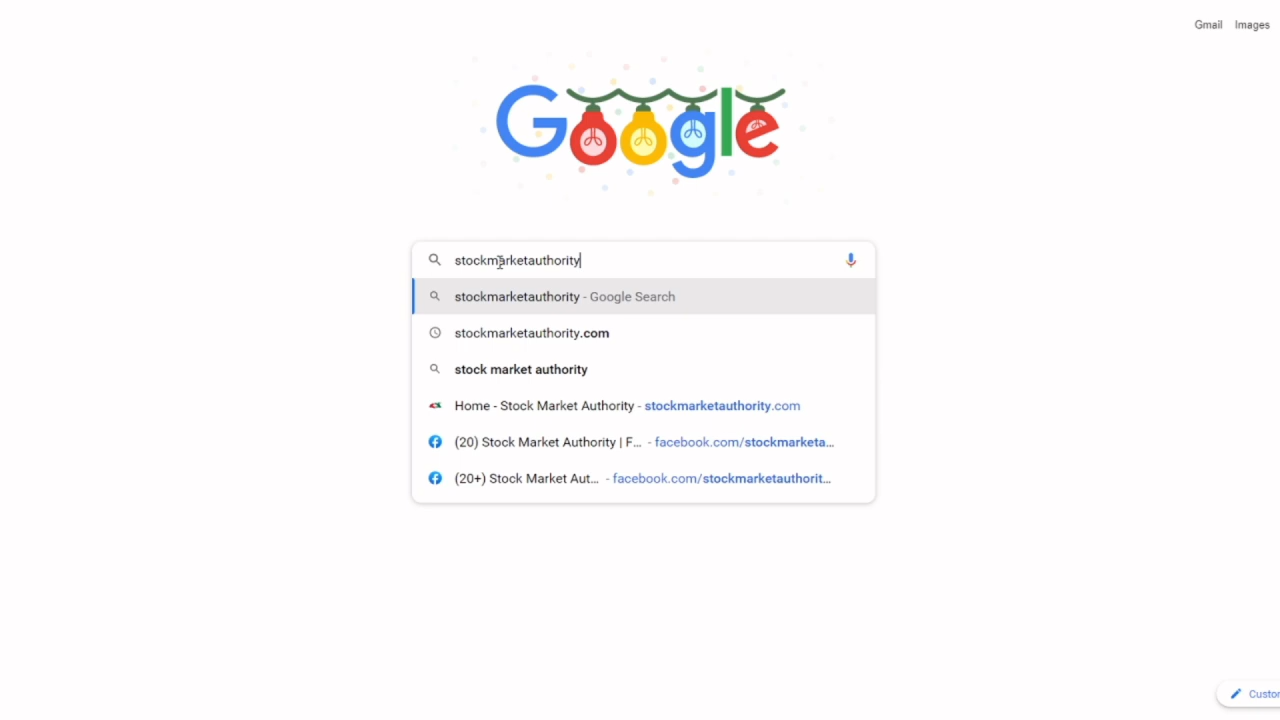 Gmail Images
Google
stockmarketauthority
stockmarketauthority - Google Search
stockmarketauthority.com
stock market authority
Home - Stock Market Authority - stockmarketauthority.com
(20) Stock Market Authority | F... - facebook.com/stockmarketa...
(20+) Stock Market Aut... - facebook.com/stockmarketauthorit...
Custor